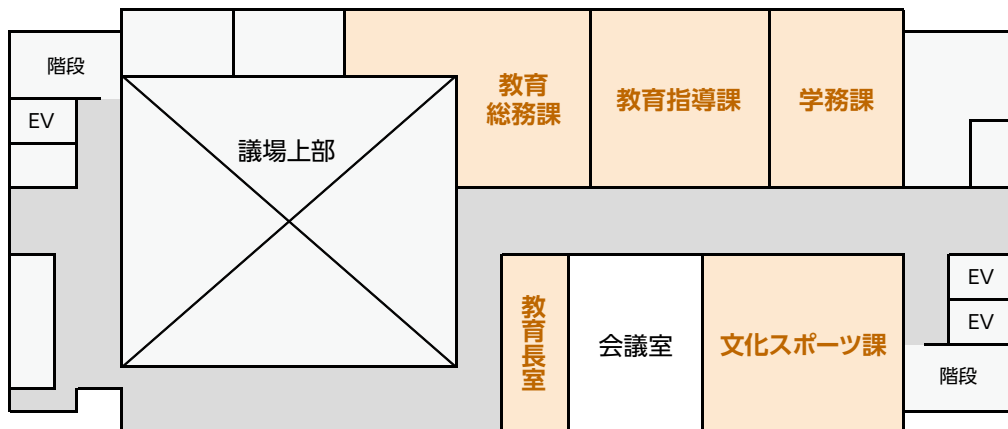 階段
EV
議場上部
教育
総務課
教育指導課
学務課
教育長室
会議室
文化スポーツ課
EV
EV
階段